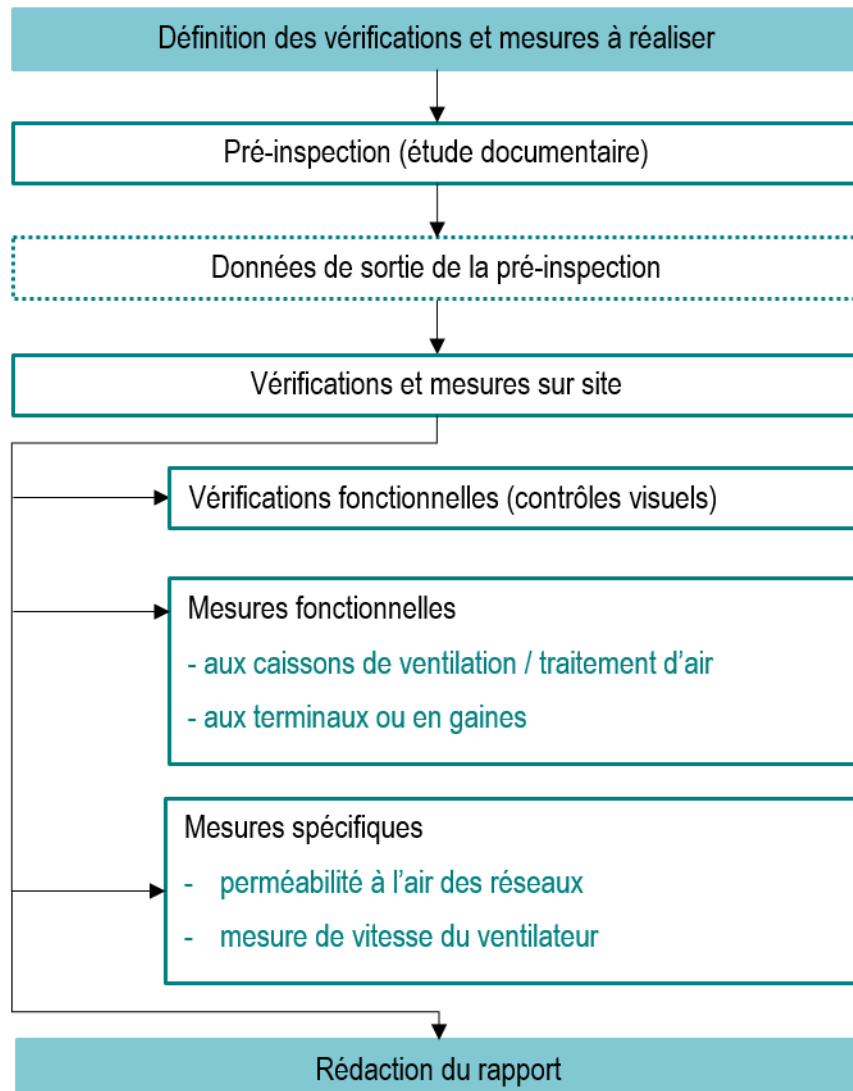 Définition des vérifications et mesures à réaliser
Pré-inspection (étude documentaire)
Données de sortie de la pré-inspection
Vérifications et mesures sur site
Vérifications fonctionnelles (contrôles visuels)
Mesures fonctionnelles
- aux caissons de ventilation / traitement d'air
- aux terminaux ou en gaines
Mesures spécifiques
- perméabilité à l'air des réseaux
- mesure de vitesse du ventilateur
Rédaction du rapport